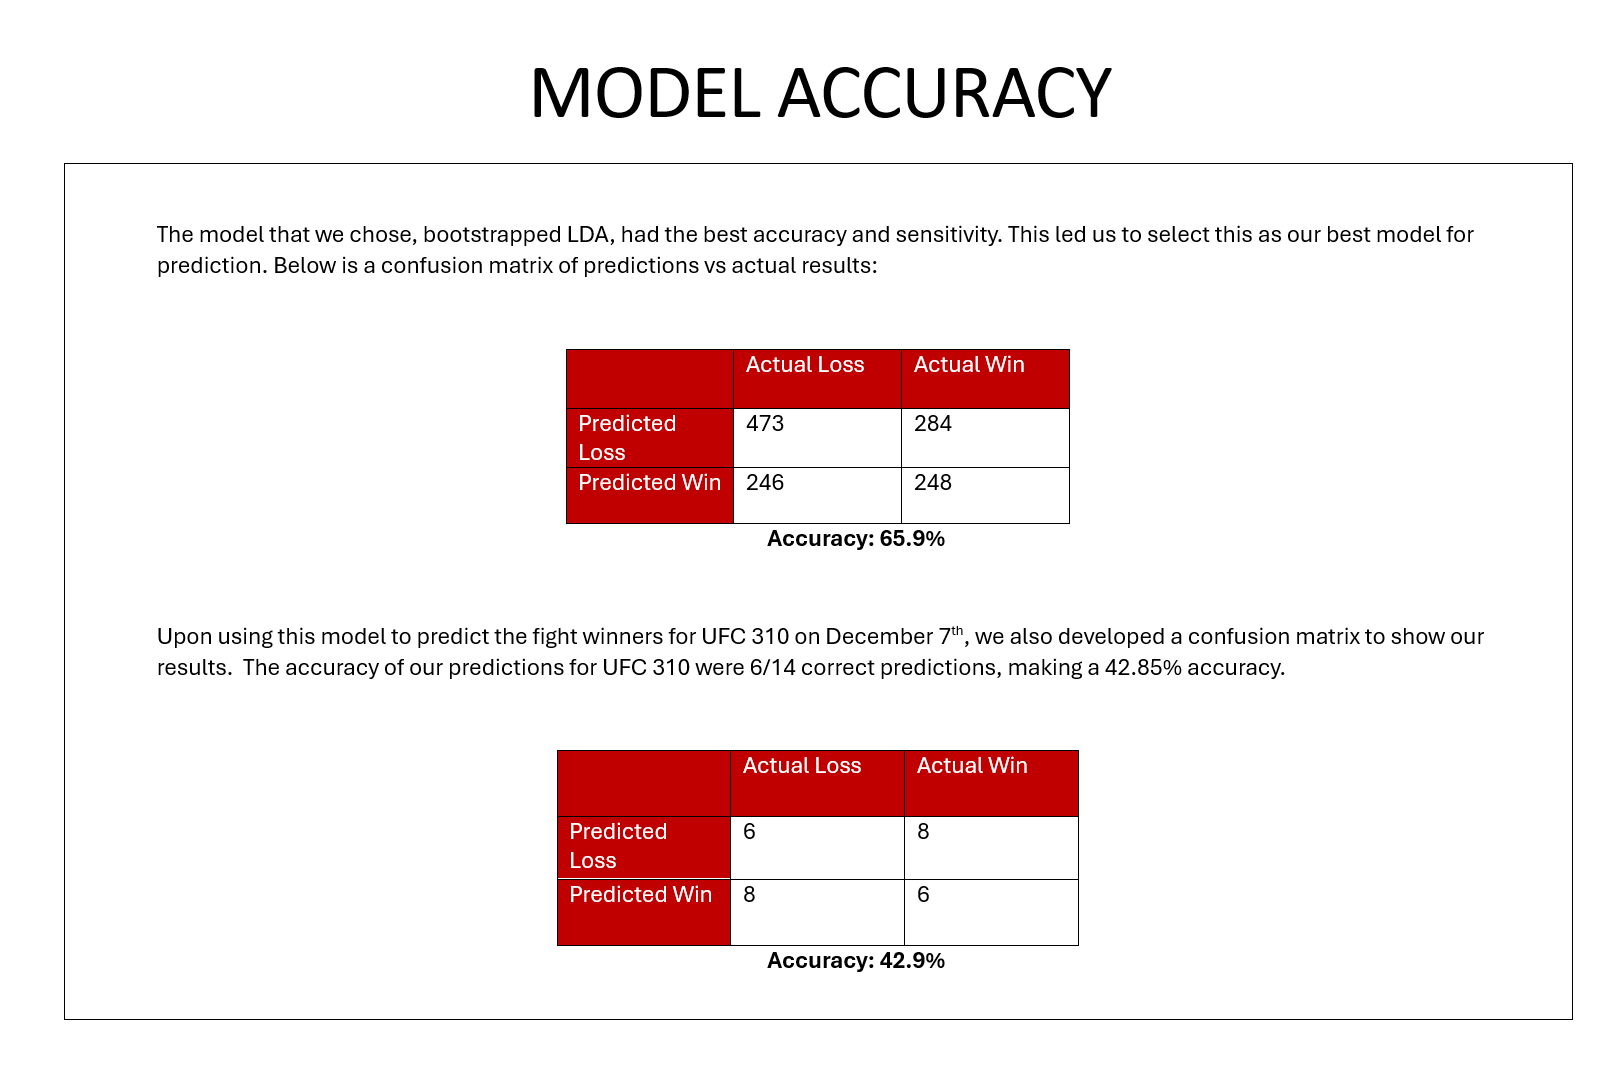 MODEL ACCURACY
The model that we chose, bootstrapped LDA, had the best accuracy and sensitivity. This led us to select this as our best model for
prediction. Below is a confusion matrix of predictions vs actual results:
Actual Loss Actual Win
Predicted
Loss 473 284
Predicted Win 246 248
Accuracy: 65.9%
Upon using this model to predict the fight winners for UFC 310 on December 7th, we also developed a confusion matrix to show our
results.  The accuracy of our predictions for UFC 310 were 6/14 correct predictions, making a 42.85% accuracy.
Actual Loss Actual Win
Predicted
Loss 6 8
Predicted Win 8 6
Accuracy: 42.9%